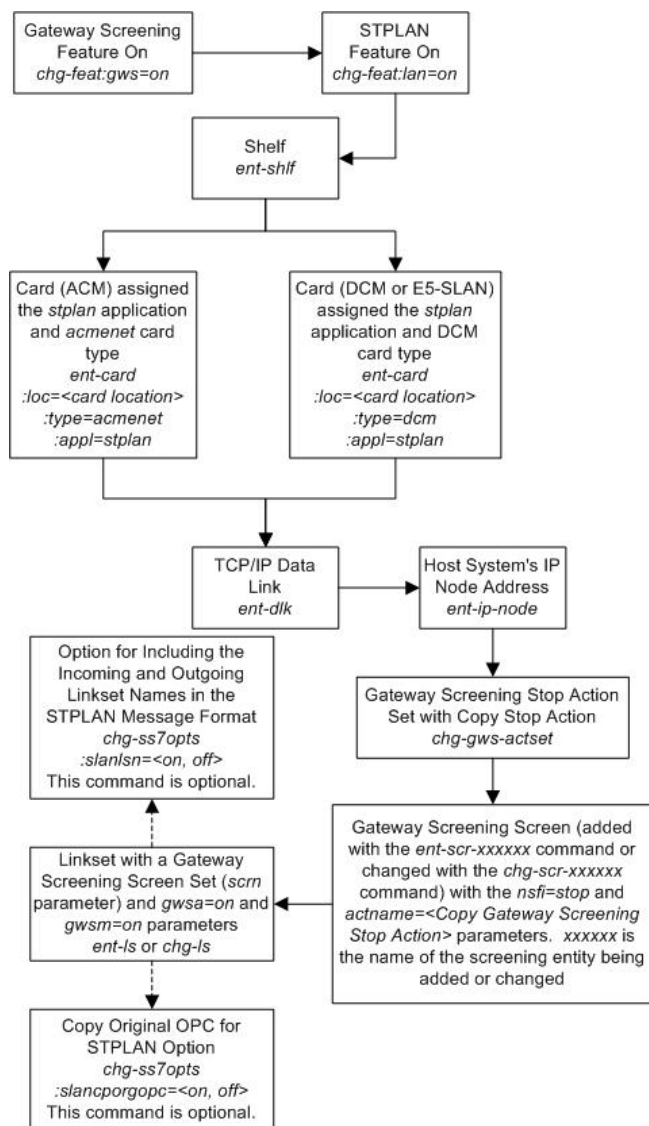 Gateway Screening
Feature On
chg-feat:gws=on
STPLAN
Feature On
chg-feat:lan=on
Shelf
ent-shlf
Card (ACM) assigned
the stplan application
and acmenet card
type
ent-card
:loc=<card location>
:type=acmenet
:appl=stplan
Card (DCM or E5-SLAN)
assigned the stplan
application and DCM
card type
ent-card
:loc=<card location>
:type=dcm
:appl=stplan
TCP/IP Data
Link
ent-dlk
Host System's IP
Node Address
ent-ip-node
Option for Including the
Incoming and Outgoing
Linkset Names in the
STPLAN Message Format
chg-ss7opts
:slanlsn=<on, off>
This command is optional.
Gateway Screening Stop Action
Set with Copy Stop Action
chg-gws-actset
Linkset with a Gateway
Screening Screen Set (scrn
parameter) and gwsa=on and
gwsm=on parameters
ent-ls or chg-ls
Gateway Screening Screen (added
with the ent-scr-xxxxxx command or
changed with the chg-scr-xxxxxx
command) with the nsfi=stop and
actname=<Copy Gateway Screening
Stop Action> parameters.  xxxxxx is
the name of the screening entity being
added or changed
Copy Original OPC for
STPLAN Option
chg-ss7opts
:slancporgopc=<on, off>
This command is optional.